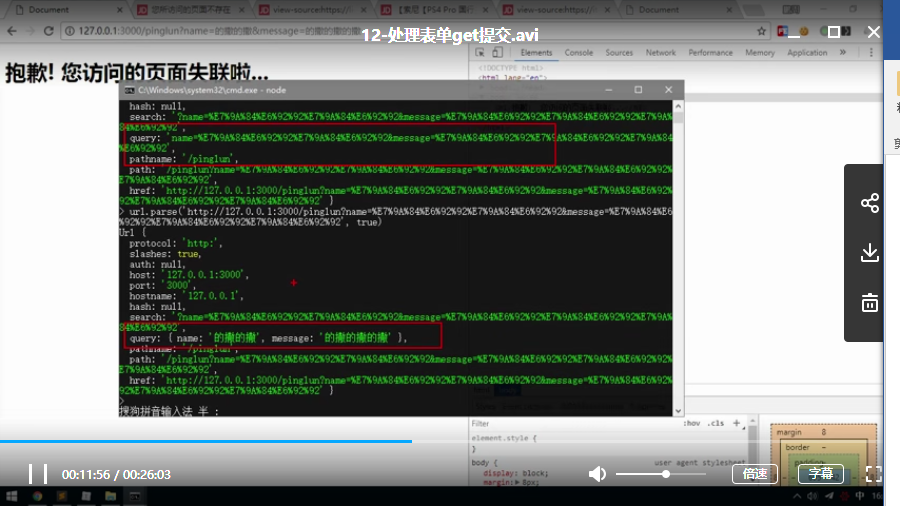 Document
您所访问的页面不存在
view-source:https://i
【索尼【PS4 Pro 国行
view-source:https://
Document
127.0.0.1:3000/pinglun?name=的撒的撒&message=的撒的撒的撒
12-处理表单get提交.avi
Elements Console Sources Network Performance Memory Application »
<!DOCTYPE html>
<html lang="en">
抱歉! 您访问的页面失联啦...
C:\Windows\system32\cmd.exe - node
hash: null,
search: '?name=%E7%9A%84%E6%92%92%E7%9A%84%E6%92%92&message=%E7%9A%84%E6%92%92%E7%9A%84%E6%92%92%E7%9A%
84%E6%92%92',
query: 'name=%E7%9A%84%E6%92%92%E7%9A%84%E6%92%92&message=%E7%9A%84%E6%92%92%E7%9A%84%E6%92%92%E7%9A%84
%E6%92%92',
pathname: '/pinglun',
path: '/pinglun?name=%E7%9A%84%E6%92%92%E7%9A%84%E6%92%92&message=%E7%9A%84%E6%92%92%E7%9A%84%E6%92%92%
E7%9A%84%E6%92%92',
href: 'http://127.0.0.1:3000/pinglun?name=%E7%9A%84%E6%92%92%E7%9A%84%E6%92%92&message=%E7%9A%84%E6%92%
92%E7%9A%84%E6%92%92%E7%9A%84%E6%92%92' }
> url.parse('http://127.0.0.1:3000/pinglun?name=%E7%9A%84%E6%92%92%E7%9A%84%E6%92%92&message=%E7%9A%84%E6
%92%92%E7%9A%84%E6%92%92%E7%9A%84%E6%92%92', true)
Url {
protocol: 'http:',
slashes: true,
auth: null,
host: '127.0.0.1:3000',
port: '3000',
hostname: '127.0.0.1',
hash: null,
search: '?name=%E7%9A%84%E6%92%92%E7%9A%84%E6%92%92&message=%E7%9A%84%E6%92%92%E7%9A%84%E6%92%92%E7%9A%
84%E6%92%92',
query: { name: '的撒的撒', message: '的撒的撒的撒' },
pathname: '/pinglun',
path: '/pinglun?name=%E7%9A%84%E6%92%92%E7%9A%84%E6%92%92&message=%E7%9A%84%E6%92%92%E7%9A%84%E6%92%92%
E7%9A%84%E6%92%92',
href: 'http://127.0.0.1:3000/pinglun?name=%E7%9A%84%E6%92%92%E7%9A%84%E6%92%92&message=%E7%9A%84%E6%92%
92%E7%9A%84%E6%92%92%E7%9A%84%E6%92%92' }
>
搜狗拼音输入法 半 :
Filter :hov .cls +
element.style {
}
body { user agent stylesheet
display: block;
margin: 8px;
margin 8
border -
padding-
00:11:56 / 00:26:03
倍速
字幕
中